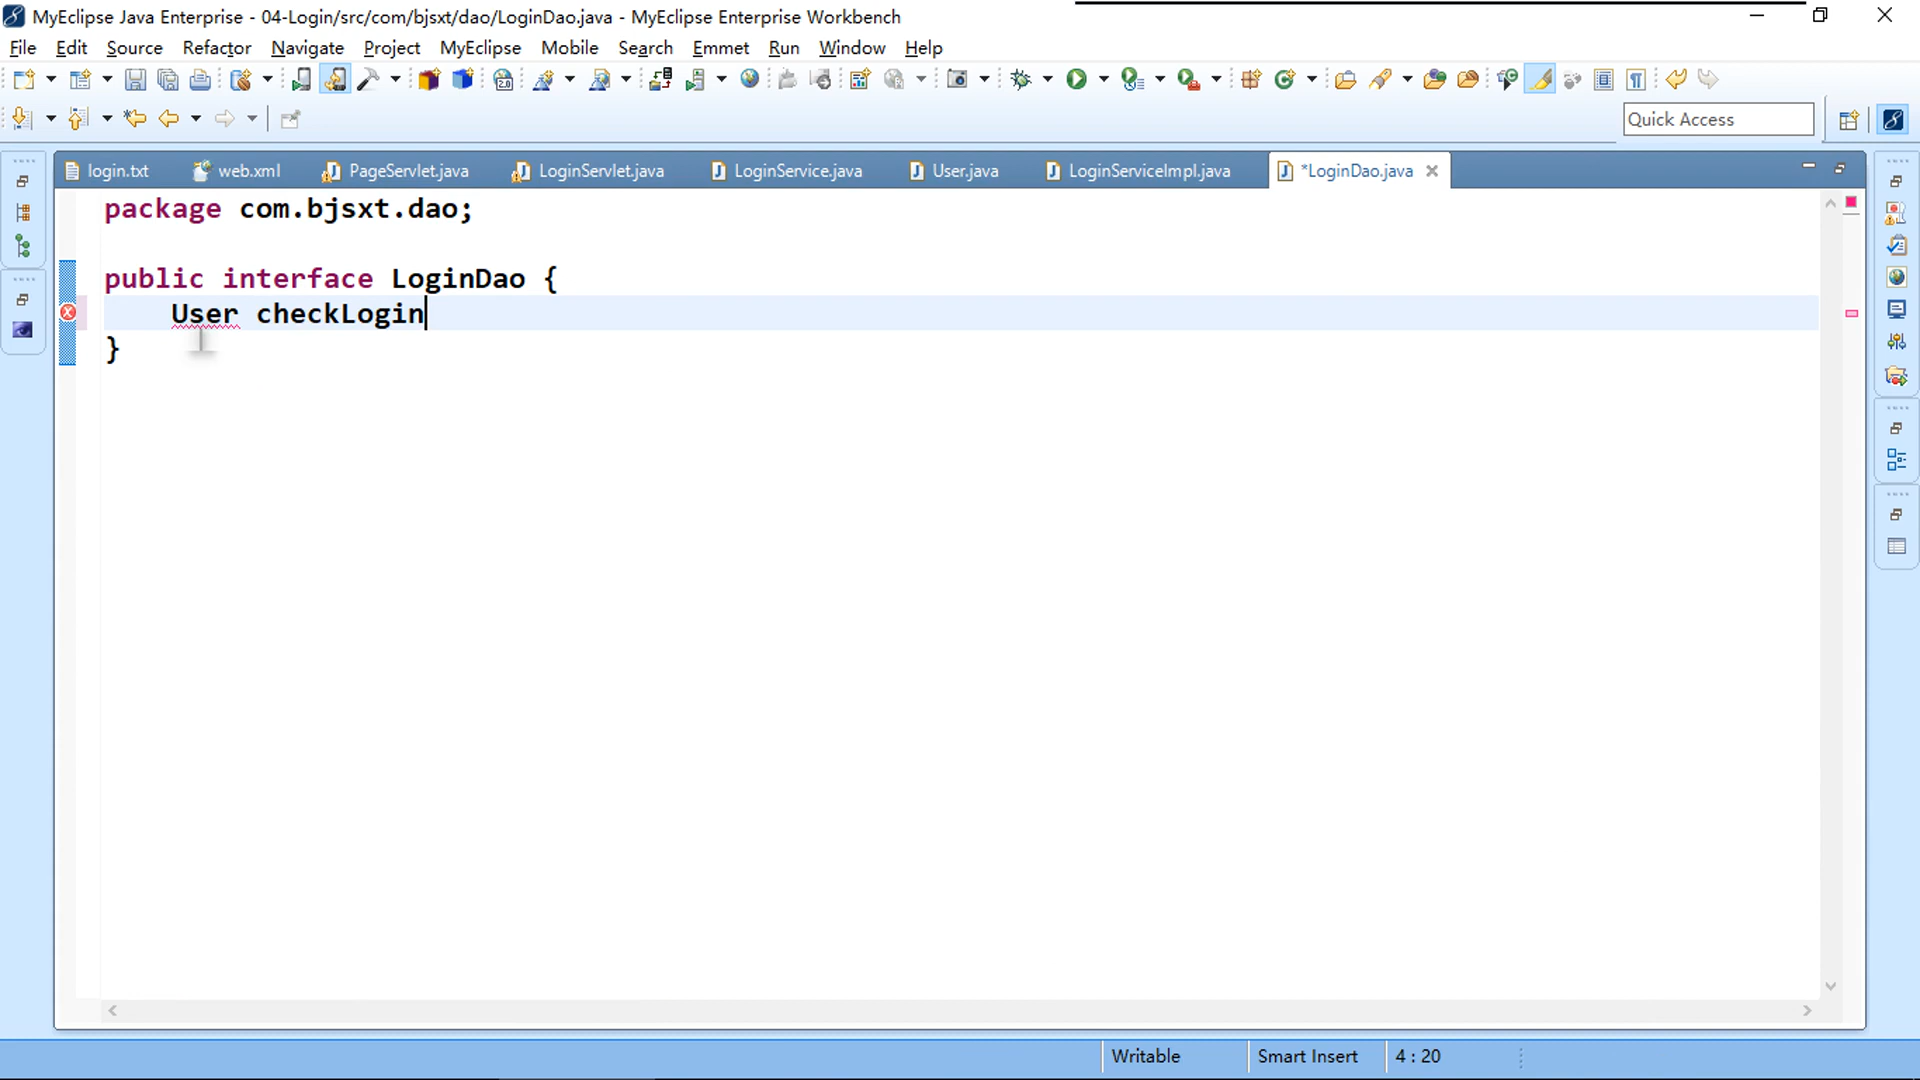 MyEclipse Java Enterprise - 04-Login/src/com/bjsxt/dao/LoginDao.java - MyEclipse Enterprise Workbench
File Edit Source Refactor Navigate Project MyEclipse Mobile Search Emmet Run Window Help
Quick Access
login.txt web.xml PageServlet.java LoginServlet.java LoginService.java User.java LoginServiceImpl.java *LoginDao.java
package com.bjsxt.dao;
public interface LoginDao {
User checkLogin
}
Writable Smart Insert 4 : 20